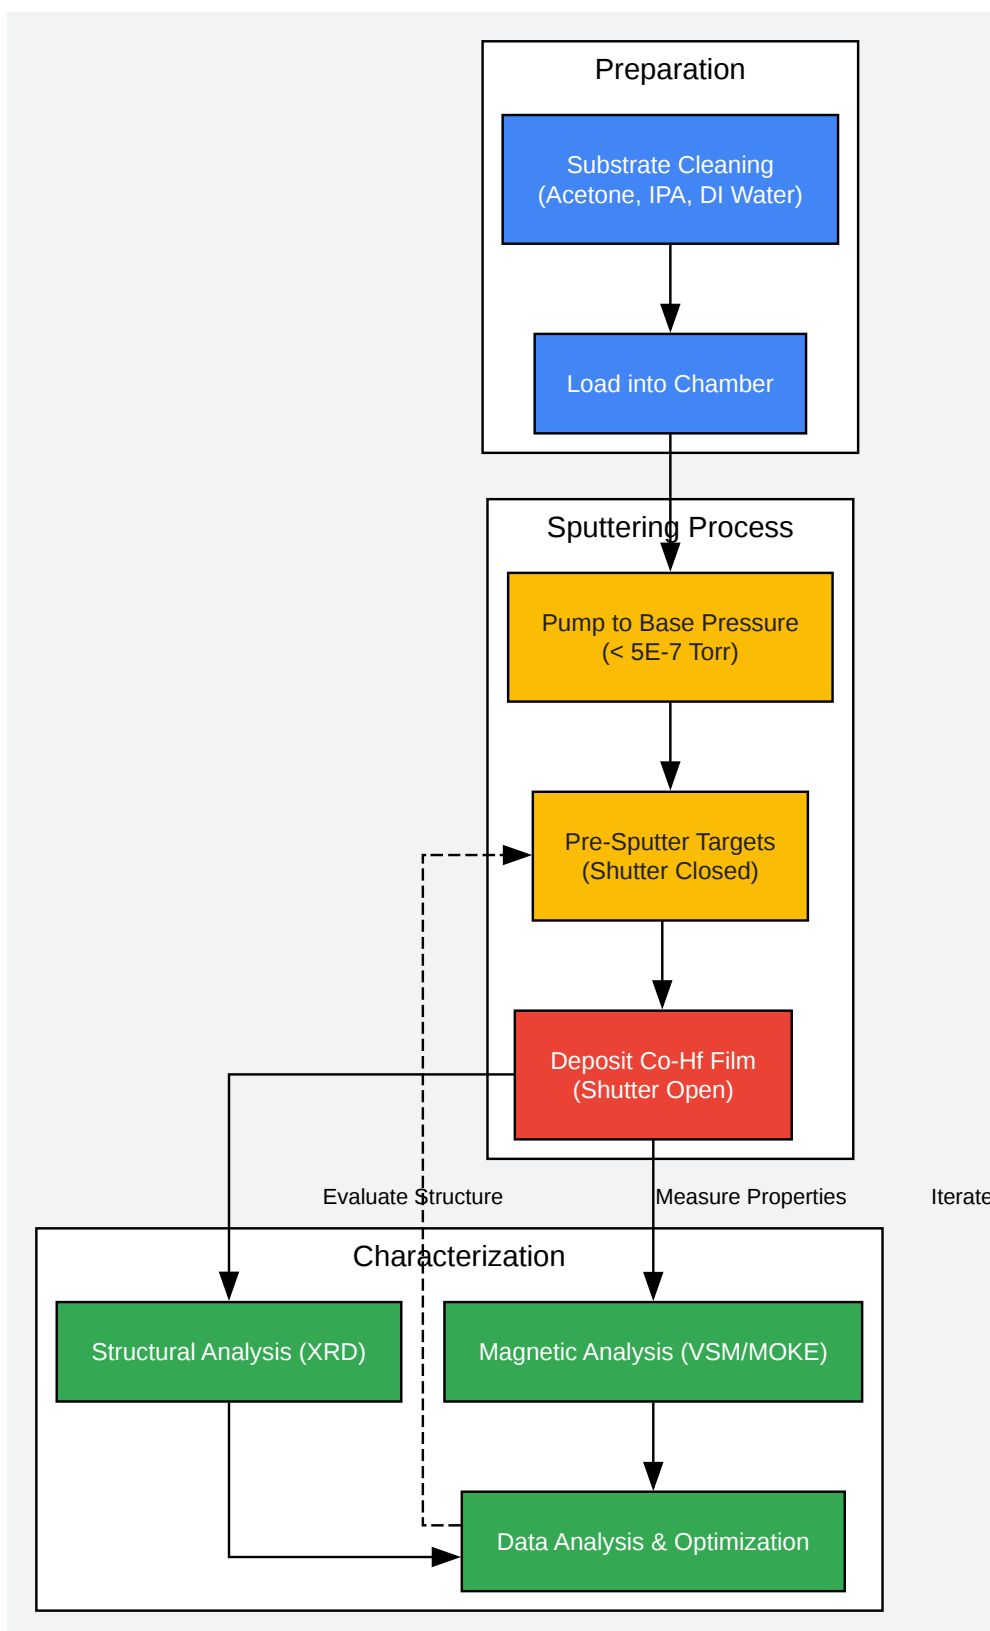 Preparation
Substrate Cleaning
(Acetone, IPA, DI Water)
Load into Chamber
Sputtering Process
Pump to Base Pressure
(< 5E-7 Torr)
Pre-Sputter Targets
(Shutter Closed)
Deposit Co-Hf Film
(Shutter Open)
Evaluate Structure
Measure Properties
Iterate
Characterization
Structural Analysis (XRD)
Magnetic Analysis (VSM/MOKE)
Data Analysis & Optimization